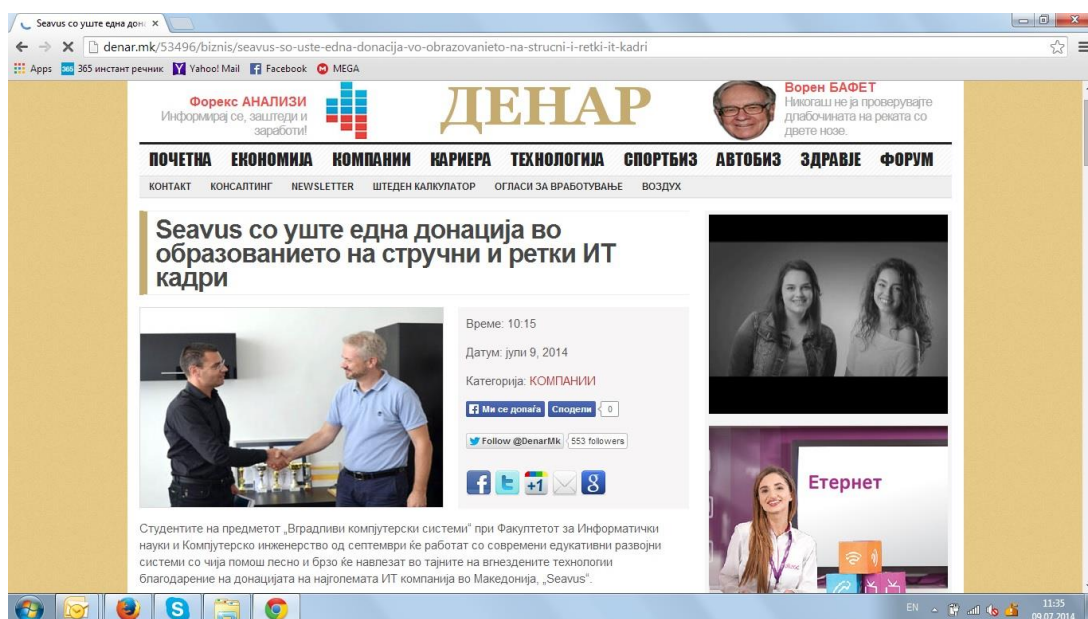 Seavus со уште една дон
denar.mk/53496/biznis/seavus-so-uste-edna-donacija-vo-obrazovanieto-na-strucni-i-retki-it-kadri
Apps 365 365 инстант речник Yahoo! Mail Facebook MEGA
Форекс АНАЛИЗИ
Информирај се, заштеди и
заработи!
ДЕНАР
Ворен БАФЕТ
Никогаш не ја проверувајте
длабочината на реката со
двете нозе.
ПОЧЕТНА ЕКОНОМИЈА КОМПАНИИ КАРИЕРА ТЕХНОЛОГИЈА СПОРТБИЗ АВТОБИЗ ЗДРАВЈЕ ФОРУМ
КОНТАКТ КОНСАЛТИНГ NEWSLETTER ШТЕДЕН КАЛКУЛАТОР ОГЛАСИ ЗА ВРАБОТУВАЊЕ ВОЗДУХ
Seavus со уште една донација во
образованието на стручни и ретки ИТ
кадри
Време: 10:15
Датум: јули 9, 2014
Категорија: КОМПАНИИ
Ми се допаѓа Сподели 0
Follow @DenarMk 553 followers
+1
Етернет
Студентите на предметот „Вградливи компјутерски системи“ при Факултетот за Информатички
науки и Компјутерско инженерство од септември ќе работат со современи едукативни развојни
системи со чија помош лесно и брзо ќе навлезат во тајните на вгнездените технологии
благодарение на донацијата на најголемата ИТ компанија во Македонија, „Seavus“.
EN 11:35
09.07.2014